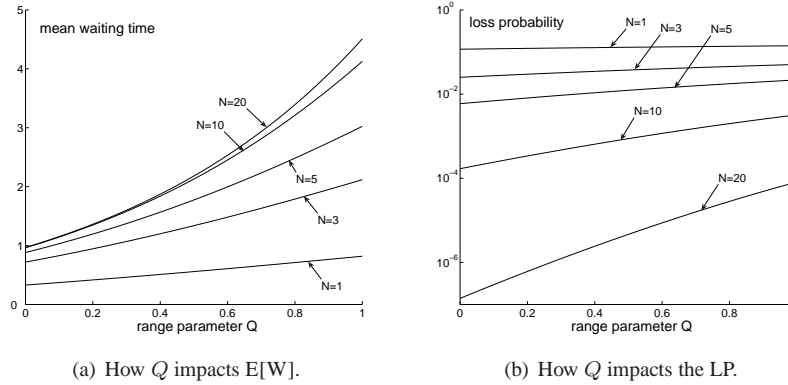 mean waiting time
5
4
3
2
1
0
N=20
N=10
N=5
N=3
N=1
0
0.2
0.4
0.6
0.8
1
range parameter Q
(a) How Q impacts E[W].
loss probability
10^0
10^-2
10^-4
10^-6
N=1
N=3
N=5
N=10
N=20
0
0.2
0.4
0.6
0.8
range parameter Q
(b) How Q impacts the LP.